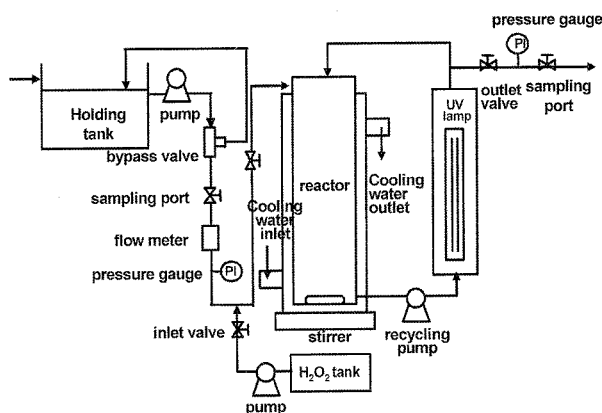 pressure gauge
PI
outlet
valve
sampling
port
Holding
tank
pump
bypass valve
UV
lamp
sampling port
reactor
Cooling
water
outlet
Cooling
water
inlet
flow meter
pressure gauge
PI
inlet valve
stirrer
recycling
pump
H₂O₂ tank
pump